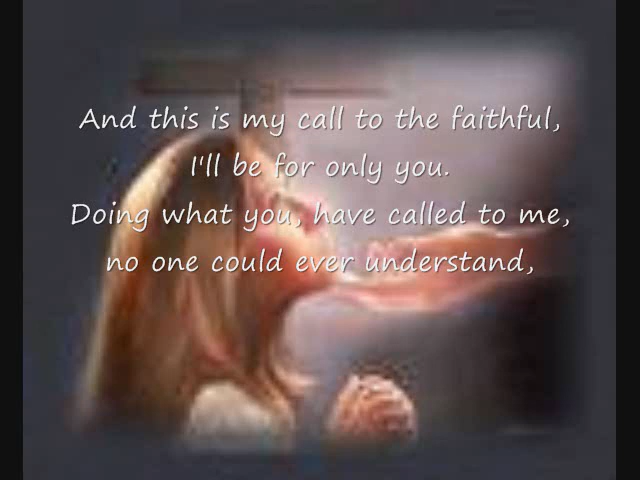 And this is my call to the faithful,
I'll be for only you.
Doing what you, have called to me,
no one could ever understand,